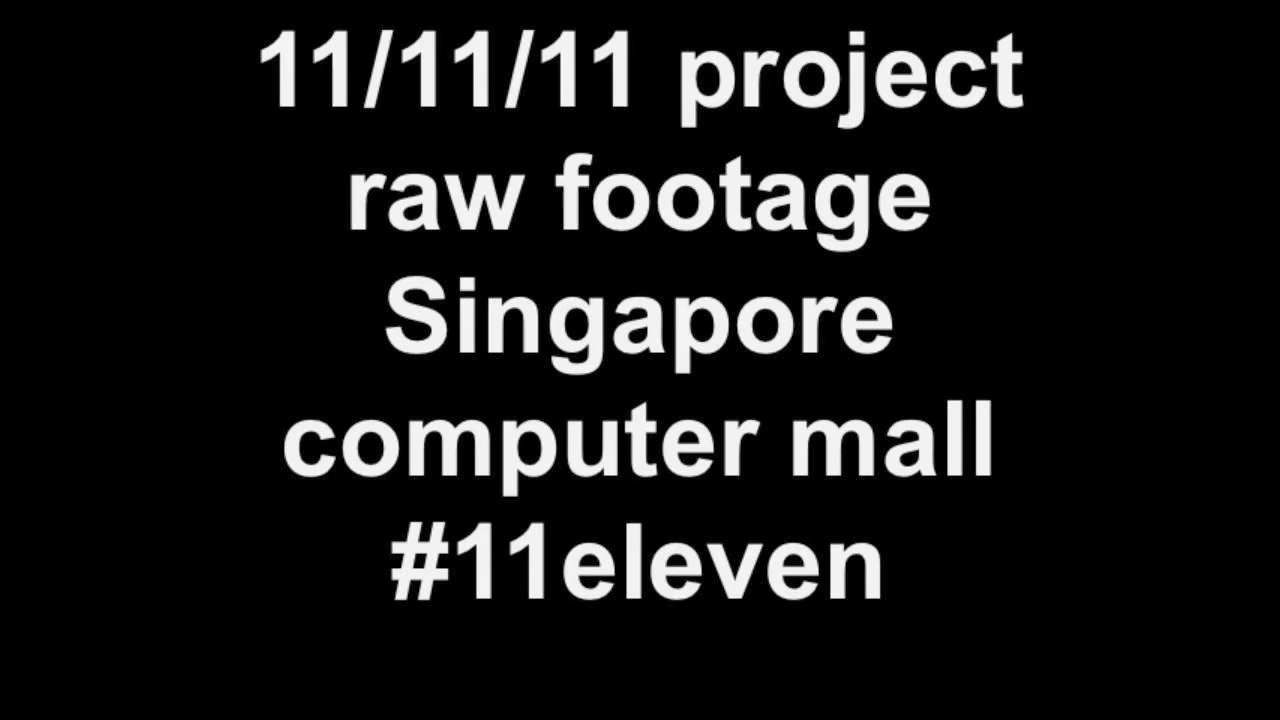 11/11/11 project
raw footage
Singapore
computer mall
#11eleven